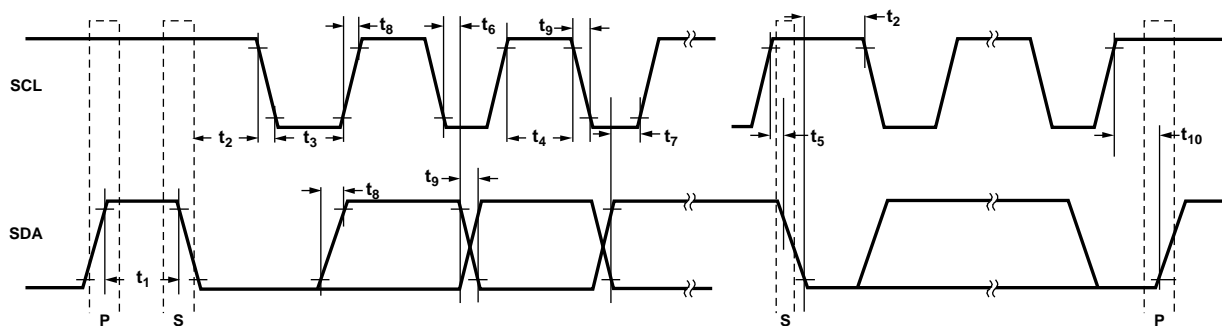 t8 t6 t9 t2
SCL
t2 t3 t4 t7 t5 t10
t9 t8
SDA
t1
P S S P